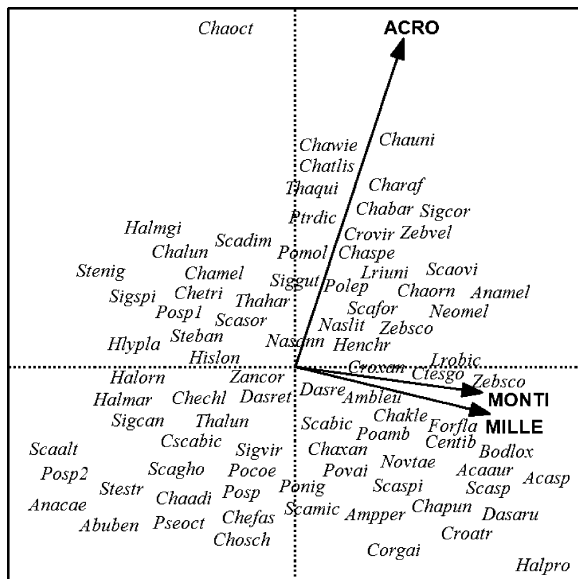 Chaoct ACRO
Chawie Chauni
Chatlis
Thaqui Charaf
Ptrdic Chabar Sigcor
Halmgi Scadim Crovir Zebvel
Chalun Pomol Chaspe
Stenig Chamel Siggut Lriuni Scaovi
Sigspi Chetri Thahar Polep Chaorn Anamel
Posp1 Scasor Scafor Neomel
Steban Naslit Zebsco
Hlypla Nasann Henchr
Hislon Croxan Lrobic
Halorn Zancor Ctesgo Zebsco
Halmar Chechl Dasret Dasre Ambleu MONTI
Sigcan Thalun Scabic Chakle Forfla MILLE
Cscabic Poamb Centib
Scaalt Sigvir Chaxan Bodlox
Posp2 Scagho Pocoe Povai Novtae Acaaur Acasp
Stestr Posp Ponig Scaspi Scasp
Anacae Chaadi Scamic Ampper Chapun Dasaru
Abuben Pseoct Chefas
Chosch Croatr
Corgai
Halpro